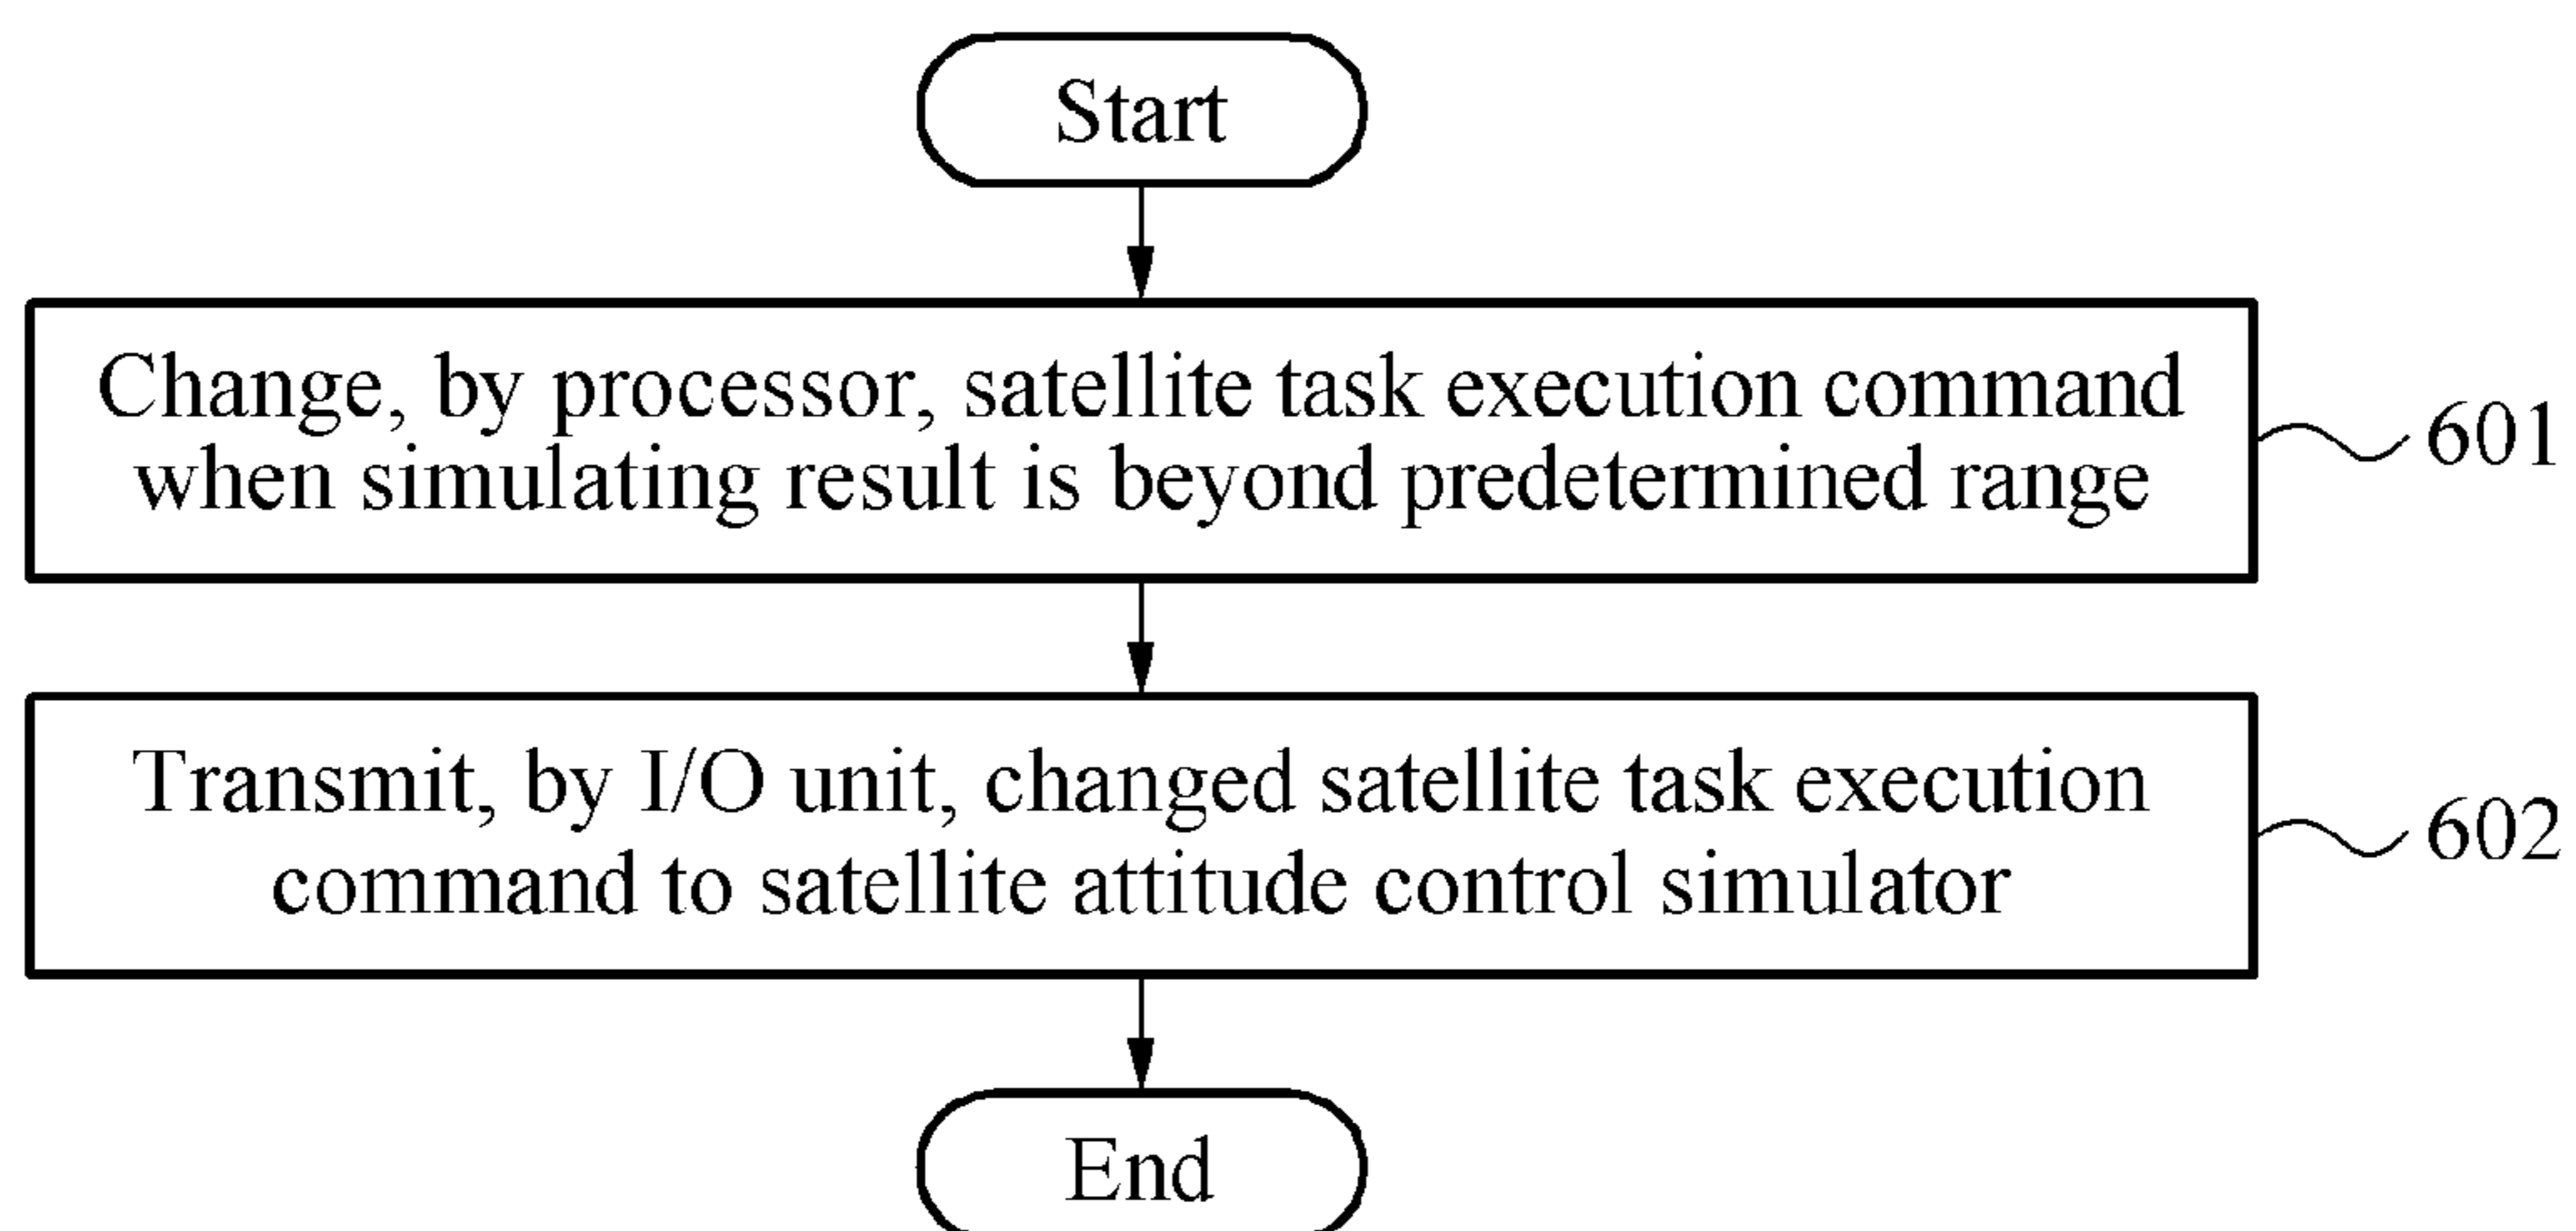 Start
Change, by processor, satellite task execution command
when simulating result is beyond predetermined range
601
Transmit, by I/O unit, changed satellite task execution
command to satellite attitude control simulator
602
End